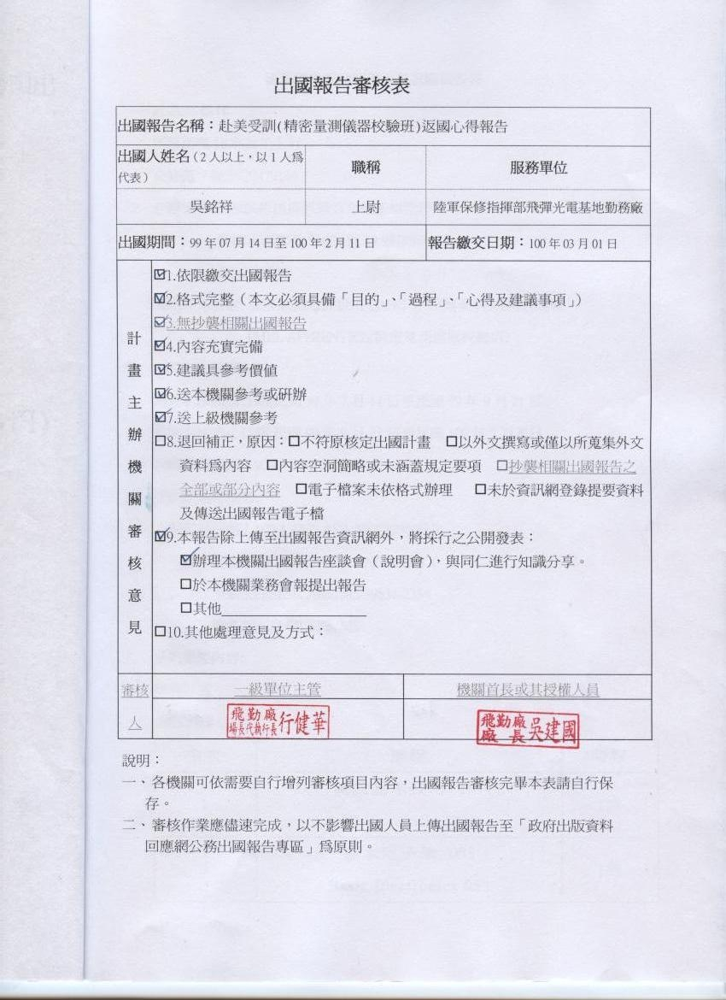 出國報告審核表
出國報告名稱：赴美受訓(精密量測儀器校驗班)返國心得報告
出國人姓名（2人以上，以1人為
代表）
職稱
服務單位
吳銘祥
上尉
陸軍保修指揮部飛彈光電基地勤務廠
出國期間：99年07月14日至100年2月11日
報告繳交日期：100年03月01日
計畫主辦機關審核意見
☑1.依限繳交出國報告
☑2.格式完整（本文必須具備「目的」、「過程」、「心得及建議事項」）
☑3.無抄襲相關出國報告
☑4.內容充實完備
☑5.建議具參考價值
☑6.送本機關參考或研辦
☑7.送上級機關參考
☐8.退回補正，原因：☐不符原核定出國計畫 ☐以外文撰寫或僅以所蒐集外文
資料為內容 ☐內容空洞簡略或未涵蓋規定要項 ☐抄襲相關出國報告之
全部或部分內容 ☐電子檔案未依格式辦理 ☐未於資訊網登錄提要資料
及傳送出國報告電子檔
☑9.本報告除上傳至出國報告資訊網外，將採行之公開發表：
☑辦理本機關出國報告座談會（說明會），與同仁進行知識分享。
☐於本機關業務會報提出報告
☐其他
☐10.其他處理意見及方式：
審核人
一級單位主管
機關首長或其授權人員
飛勤廠
場長代執行長行健華
飛勤廠
廠長吳建國
說明：
一、各機關可依需要自行增列審核項目內容，出國報告審核完畢本表請自行保
存。
二、審核作業應儘速完成，以不影響出國人員上傳出國報告至「政府出版資料
回應網公務出國報告專區」為原則。